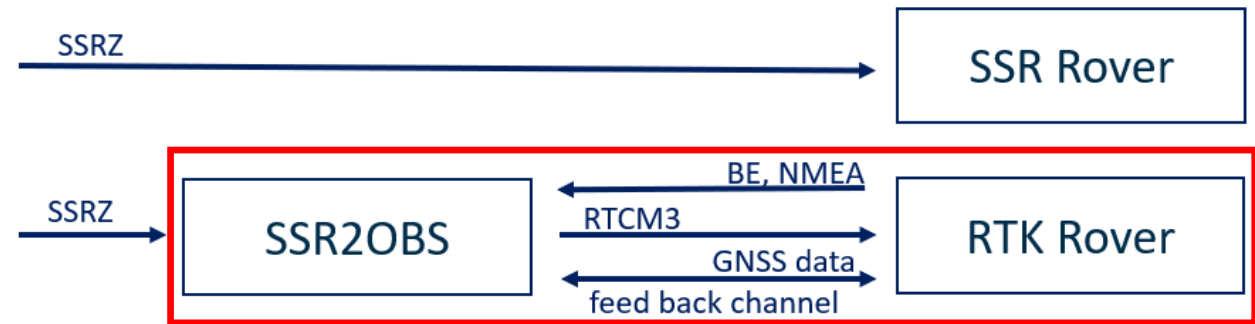 SSRZ
SSR Rover
BE, NMEA
SSRZ
SSR2OBS
RTCM3
RTK Rover
GNSS data
feed back channel